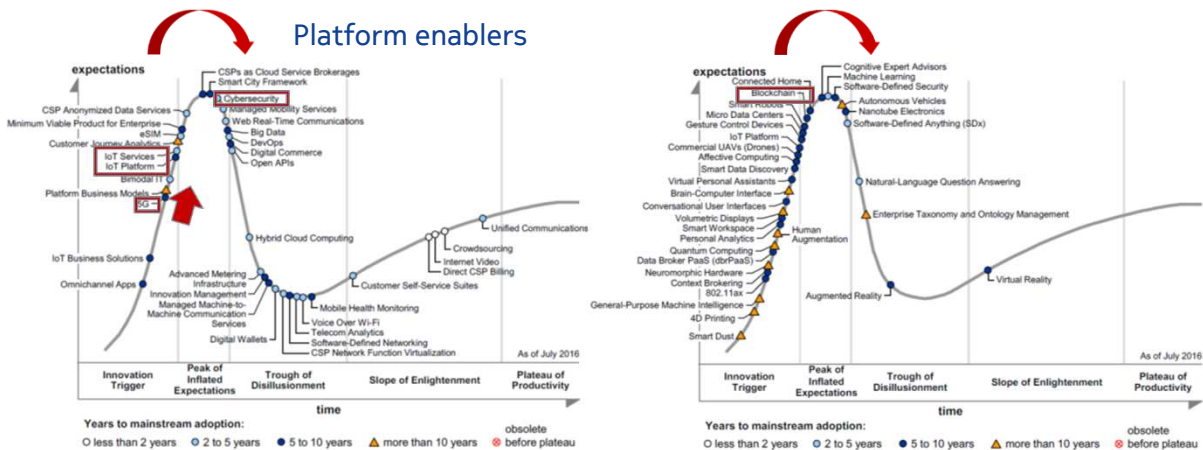 Platform enablers
expectations
CSPs as Cloud Service Brokerages
Smart City Framework
Cybersecurity
CSP Anonymized Data Services
Managed Mobility Services
Minimum Viable Product for Enterprise
Web Real-Time Communications
eSIM
Big Data
Customer Journey Analytics
DevOps
IoT Services
Digital Commerce
IoT Platform
Open APIs
Bimodal IT
Platform Business Models
5G
IoT Business Solutions
Omnichannel Apps
Hybrid Cloud Computing
Advanced Metering
Infrastructure
Innovation Management
Managed Machine-to-
Machine Communication
Services
Digital Wallets
Mobile Health Monitoring
Voice Over Wi-Fi
Telecom Analytics
Software-Defined Networking
CSP Network Function Virtualization
Customer Self-Service Suites
Unified Communications
Crowdsourcing
Internet Video
Direct CSP Billing
As of July 2016
Innovation
Trigger
Peak of
Inflated
Expectations
Trough of
Disillusionment
Slope of Enlightenment
Plateau of
Productivity
time
Years to mainstream adoption:
less than 2 years
2 to 5 years
5 to 10 years
more than 10 years
obsolete
before plateau
expectations
Cognitive Expert Advisors
Machine Learning
Software-Defined Security
Connected Home
Blockchain
Autonomous Vehicles
Smart Robots
Nanotube Electronics
Micro Data Centers
Software-Defined Anything (SDx)
Gesture Control Devices
IoT Platform
Commercial UAVs (Drones)
Affective Computing
Smart Data Discovery
Virtual Personal Assistants
Natural-Language Question Answering
Brain-Computer Interface
Conversational User Interfaces
Volumetric Displays
Enterprise Taxonomy and Ontology Management
Smart Workspace
Personal Analytics
Human
Augmentation
Quantum Computing
Data Broker PaaS (dbrPaaS)
Neuromorphic Hardware
Context Brokering
802.11ax
General-Purpose Machine Intelligence
4D Printing
Smart Dust
Augmented Reality
Virtual Reality
As of July 2016
Innovation
Trigger
Peak of
Inflated
Expectations
Trough of
Disillusionment
Slope of Enlightenment
Plateau of
Productivity
time
Years to mainstream adoption:
less than 2 years
2 to 5 years
5 to 10 years
more than 10 years
obsolete
before plateau